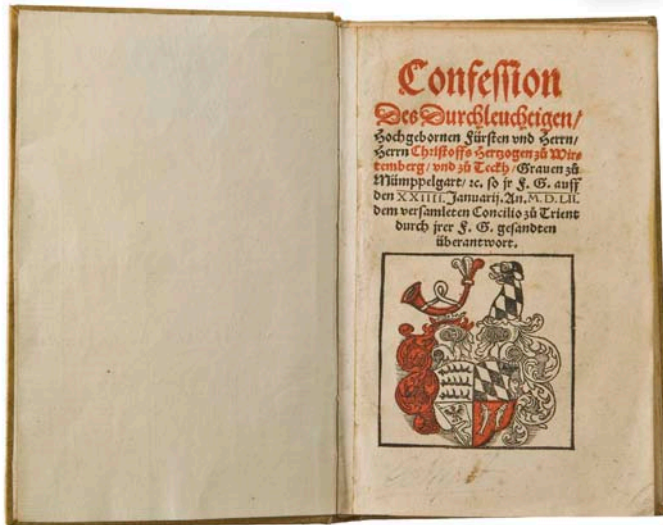 Confession
Des Durchleucheigen/
Hochgebornen Fürsten vnd Herrn/
Herrn Christoffs Hertzogen zů Wir-
temberg/ vnd zů Teckh/ Grauen zů
Mümppelgart/ ꝛc. so jr F. G. auff
den XXIIII. Januarij. An. M. D. LII.
dem versamleten Concilio zů Trient
durch jrer F. G. gesandten
überantwort.